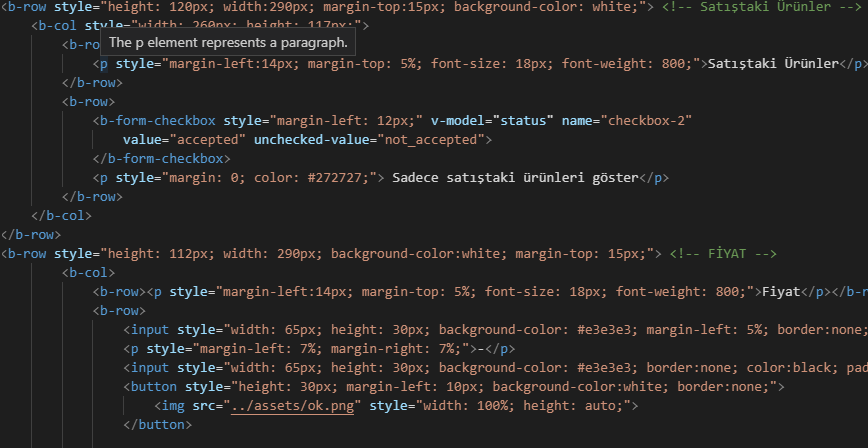 <b-row style="height: 120px; width:290px; margin-top:15px; background-color: white;"> <!-- Satıştaki Ürünler -->
<b-col style="width: 260px; height: 117px;">
The p element represents a paragraph.
<b-ro
<p style="margin-left:14px; margin-top: 5%; font-size: 18px; font-weight: 800;">Satıştaki Ürünler</p>
</b-row>
<b-row>
<b-form-checkbox style="margin-left: 12px;" v-model="status" name="checkbox-2"
value="accepted" unchecked-value="not_accepted">
</b-form-checkbox>
<p style="margin: 0; color: #272727;"> Sadece satıştaki ürünleri göster</p>
</b-row>
</b-col>
</b-row>
<b-row style="height: 112px; width: 290px; background-color:white; margin-top: 15px;"> <!-- FİYAT -->
<b-col>
<b-row><p style="margin-left:14px; margin-top: 5%; font-size: 18px; font-weight: 800;">Fiyat</p></b-r
<b-row>
<input style="width: 65px; height: 30px; background-color: #e3e3e3; margin-left: 5%; border:none;
<p style="margin-left: 7%; margin-right: 7%;">-</p>
<input style="width: 65px; height: 30px; background-color: #e3e3e3; border:none; color:black; pad
<button style="height: 30px; margin-left: 10px; background-color:white; border:none;">
<img src="../assets/ok.png" style="width: 100%; height: auto;">
</button>